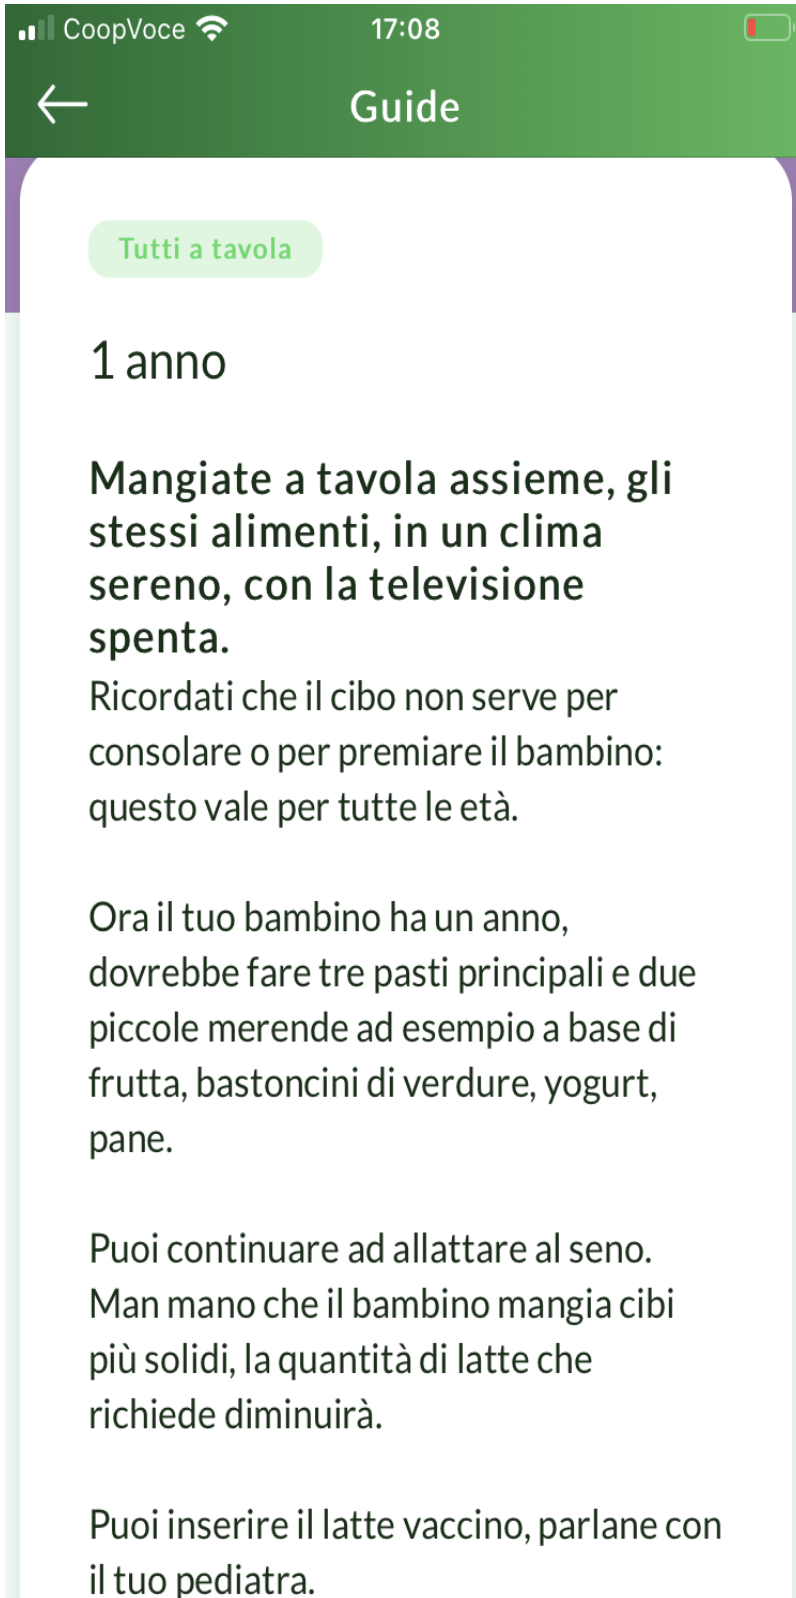 CoopVoce
17:08
Guide
Tutti a tavola
1 anno
Mangiate a tavola assieme, gli
stessi alimenti, in un clima
sereno, con la televisione
spenta.
Ricordati che il cibo non serve per
consolare o per premiare il bambino:
questo vale per tutte le età.
Ora il tuo bambino ha un anno,
dovrebbe fare tre pasti principali e due
piccole merende ad esempio a base di
frutta, bastoncini di verdure, yogurt,
pane.
Puoi continuare ad allattare al seno.
Man mano che il bambino mangia cibi
più solidi, la quantità di latte che
richiede diminuirà.
Puoi inserire il latte vaccino, parlane con
il tuo pediatra.